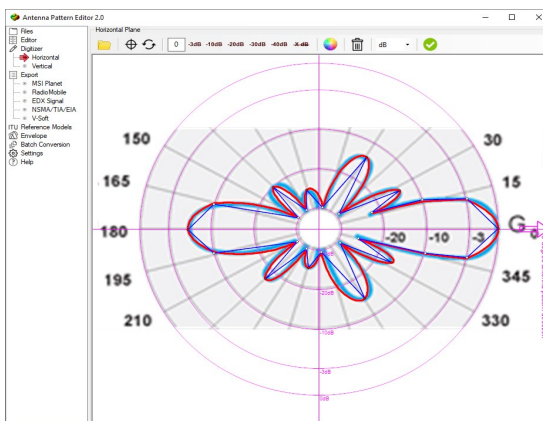 Antenna Pattern Editor 2.0
Files
Editor
Digitizer
Horizontal
Vertical
Export
MSI Planet
RadioMobile
EDX Signal
NSMA/TIA/EIA
V-Soft
ITU Reference Models
Envelope
Batch Conversion
Settings
Help
Horizontal Plane
0 -3dB -10dB -20dB -30dB -40dB -X-dB dB
150 30
165 15
180 -20 -10 -3 G 0
195 345
210 330
-20dB
-10dB
-3dB
0dB